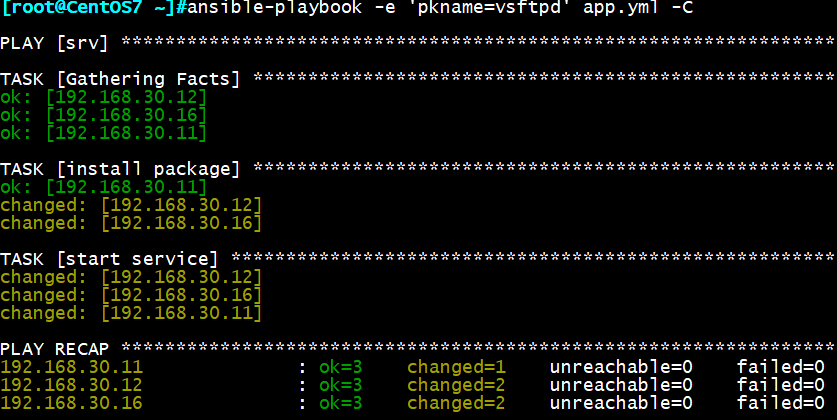 [root@CentOS7 ~]#ansible-playbook -e 'pkname=vsftpd' app.yml -C
PLAY [srv] *****************************************************************
TASK [Gathering Facts] *****************************************************
ok: [192.168.30.12]
ok: [192.168.30.16]
ok: [192.168.30.11]
TASK [install package] *****************************************************
ok: [192.168.30.11]
changed: [192.168.30.12]
changed: [192.168.30.16]
TASK [start service] *******************************************************
changed: [192.168.30.12]
changed: [192.168.30.16]
changed: [192.168.30.11]
PLAY RECAP *****************************************************************
192.168.30.11              : ok=3    changed=1    unreachable=0    failed=0
192.168.30.12              : ok=3    changed=2    unreachable=0    failed=0
192.168.30.16              : ok=3    changed=2    unreachable=0    failed=0